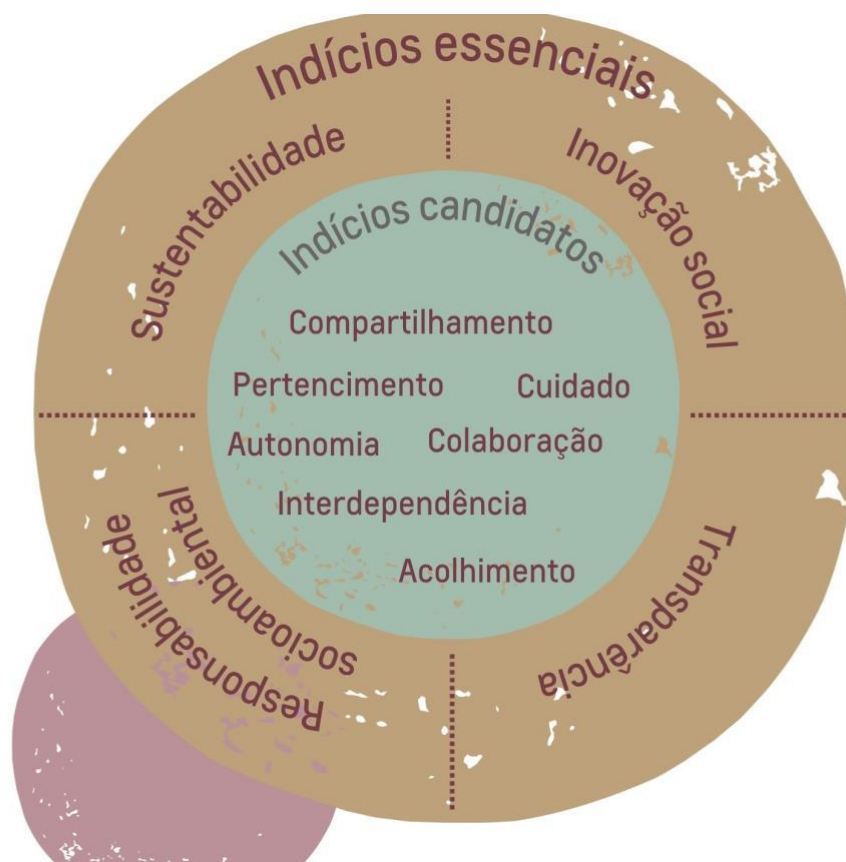 Indícios essenciais
Sustentabilidade
Inovação social
Indícios candidatos
Compartilhamento
Pertencimento
Cuidado
Autonomia
Colaboração
Interdependência
Acolhimento
Responsabilidade
socioambiental
Transparência